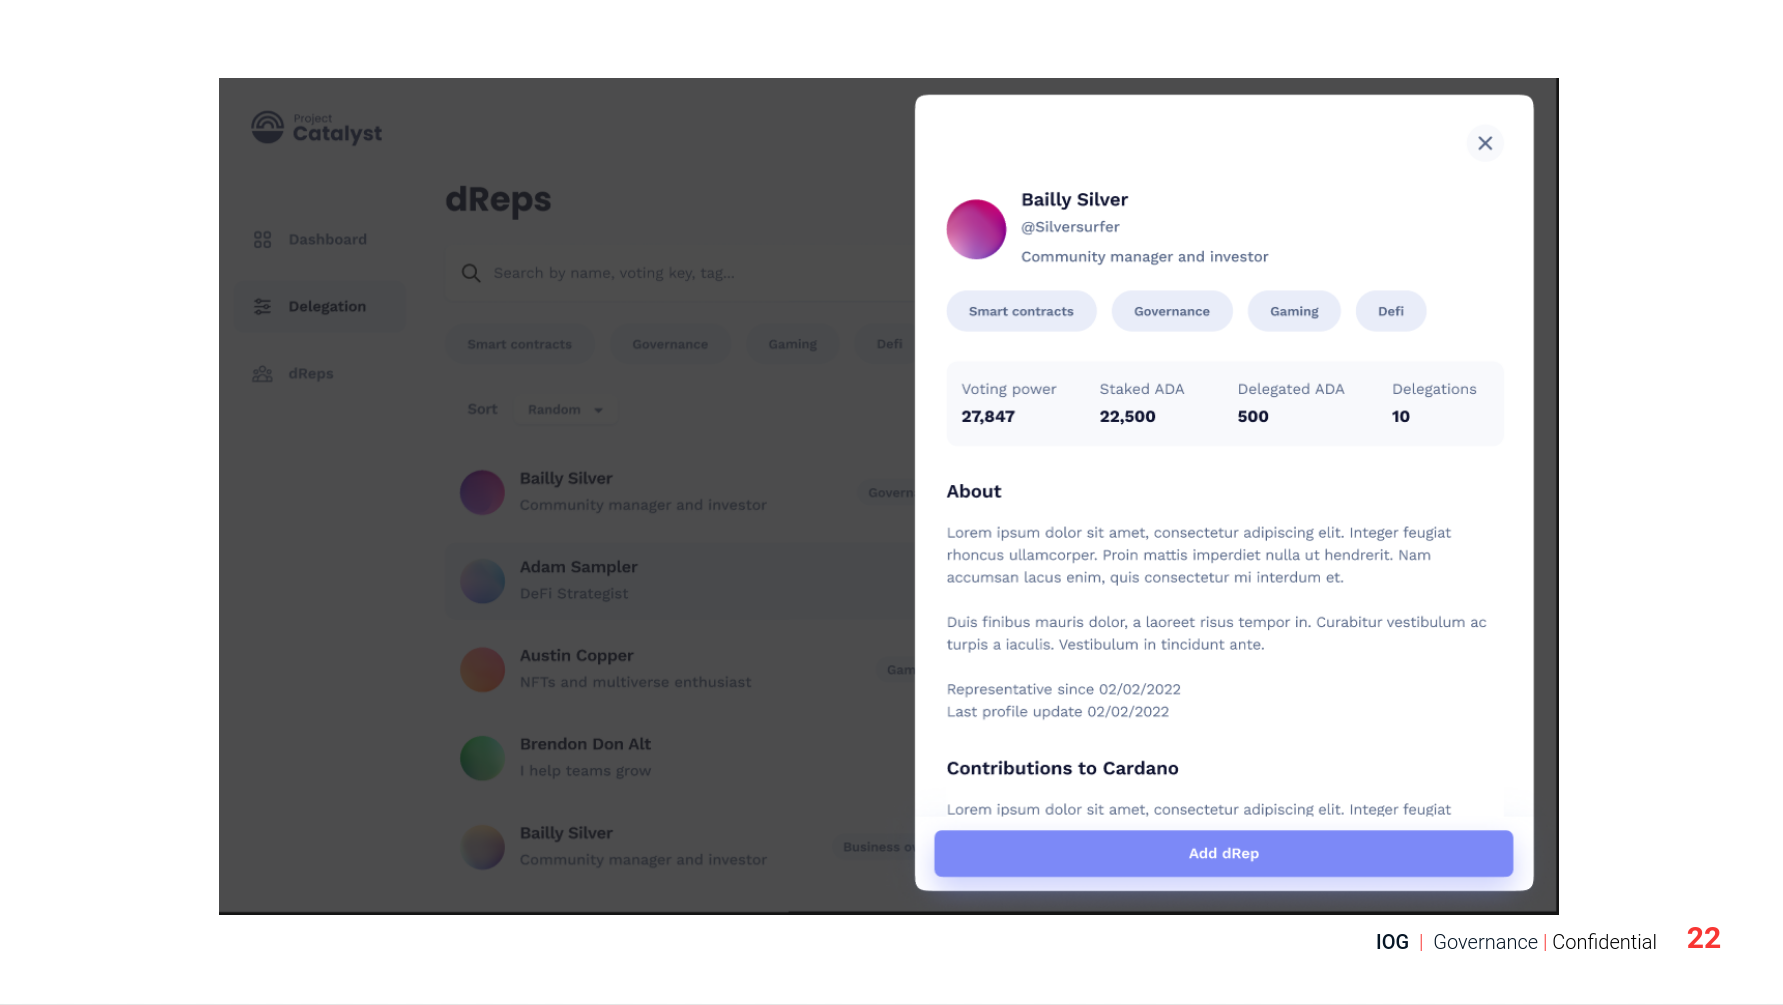 Project
Catalyst
Dashboard
Delegation
dReps
dReps
Search by name, voting key, tag...
Smart contracts
Governance
Gaming
Defi
Sort
Random
Bailly Silver
Community manager and investor
Govern
Adam Sampler
DeFi Strategist
Austin Copper
NFTs and multiverse enthusiast
Gam
Brendon Don Alt
I help teams grow
Bailly Silver
Community manager and investor
Business o
Bailly Silver
@Silversurfer
Community manager and investor
Smart contracts
Governance
Gaming
Defi
Voting power
27,847
Staked ADA
22,500
Delegated ADA
500
Delegations
10
About
Lorem ipsum dolor sit amet, consectetur adipiscing elit. Integer feugiat
rhoncus ullamcorper. Proin mattis imperdiet nulla ut hendrerit. Nam
accumsan lacus enim, quis consectetur mi interdum et.
Duis finibus mauris dolor, a laoreet risus tempor in. Curabitur vestibulum ac
turpis a iaculis. Vestibulum in tincidunt ante.
Representative since 02/02/2022
Last profile update 02/02/2022
Contributions to Cardano
Lorem ipsum dolor sit amet, consectetur adipiscing elit. Integer feugiat
Add dRep
IOG | Governance | Confidential 22